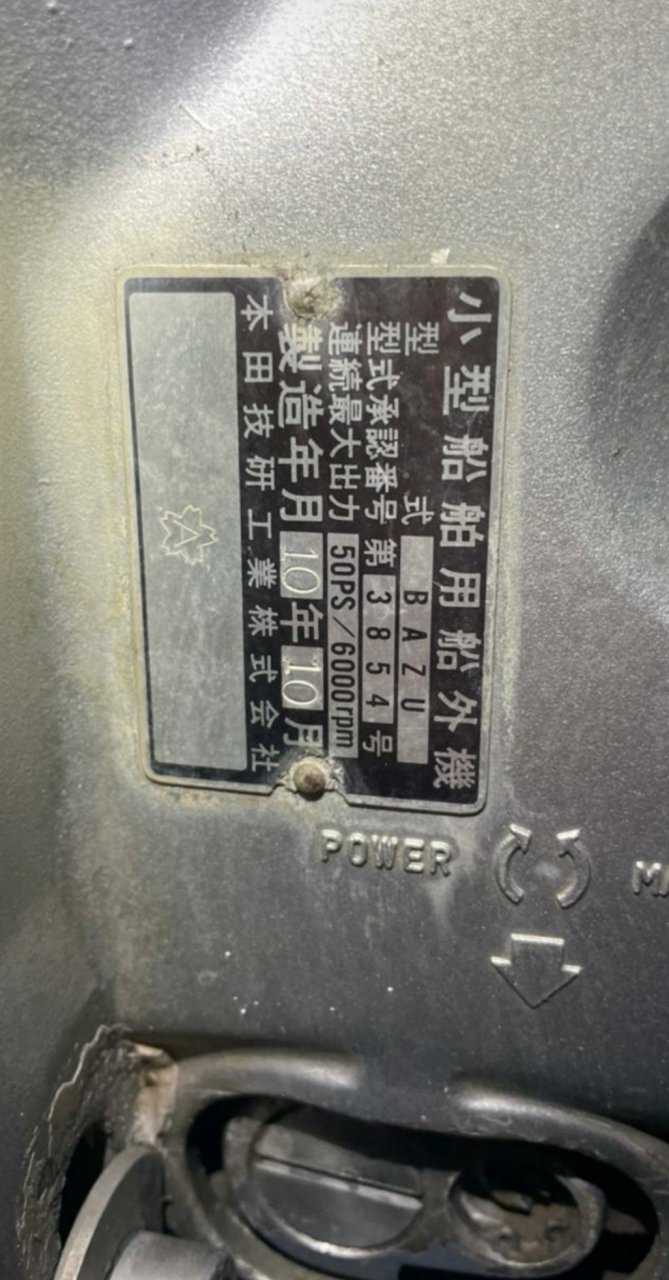 小型船舶用船外機
型式 BAZU
型式承認番号 第3854号
連続最大出力 50PS/6000rpm
製造年月 10年10月
本田技研工業株式会社
POWER